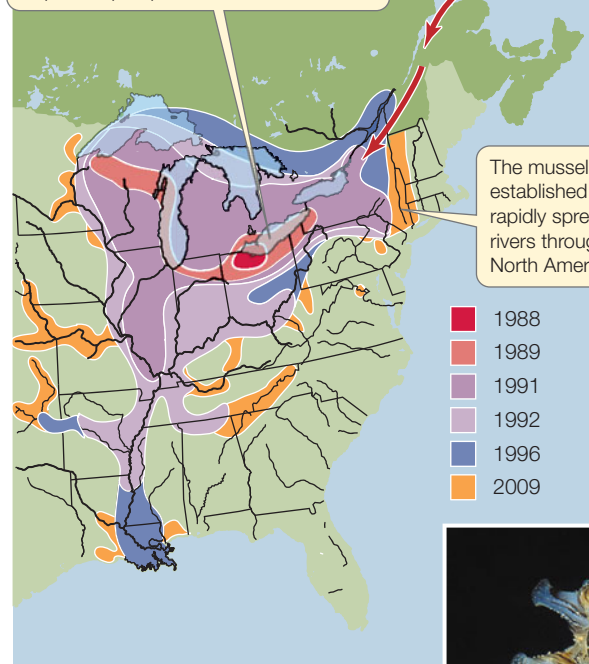 The mussel
established
rapidly spre
rivers throug
North Amer
1988
1989
1991
1992
1996
2009